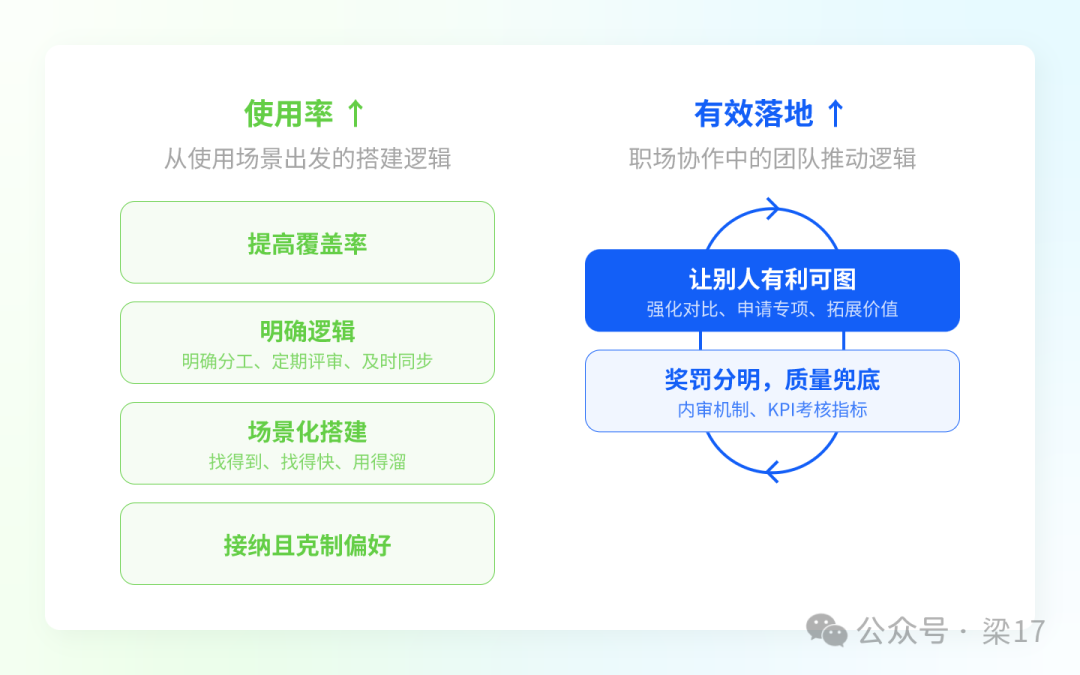 使用率 ↑
从使用场景出发的搭建逻辑
提高覆盖率
明确逻辑
明确分工、定期评审、及时同步
场景化搭建
找得到、找得快、用得溜
接纳且克制偏好
有效落地 ↑
职场协作中的团队推动逻辑
让别人有利可图
强化对比、申请专项、拓展价值
奖罚分明，质量兜底
内审机制、KPI考核指标
公众号 · 梁17